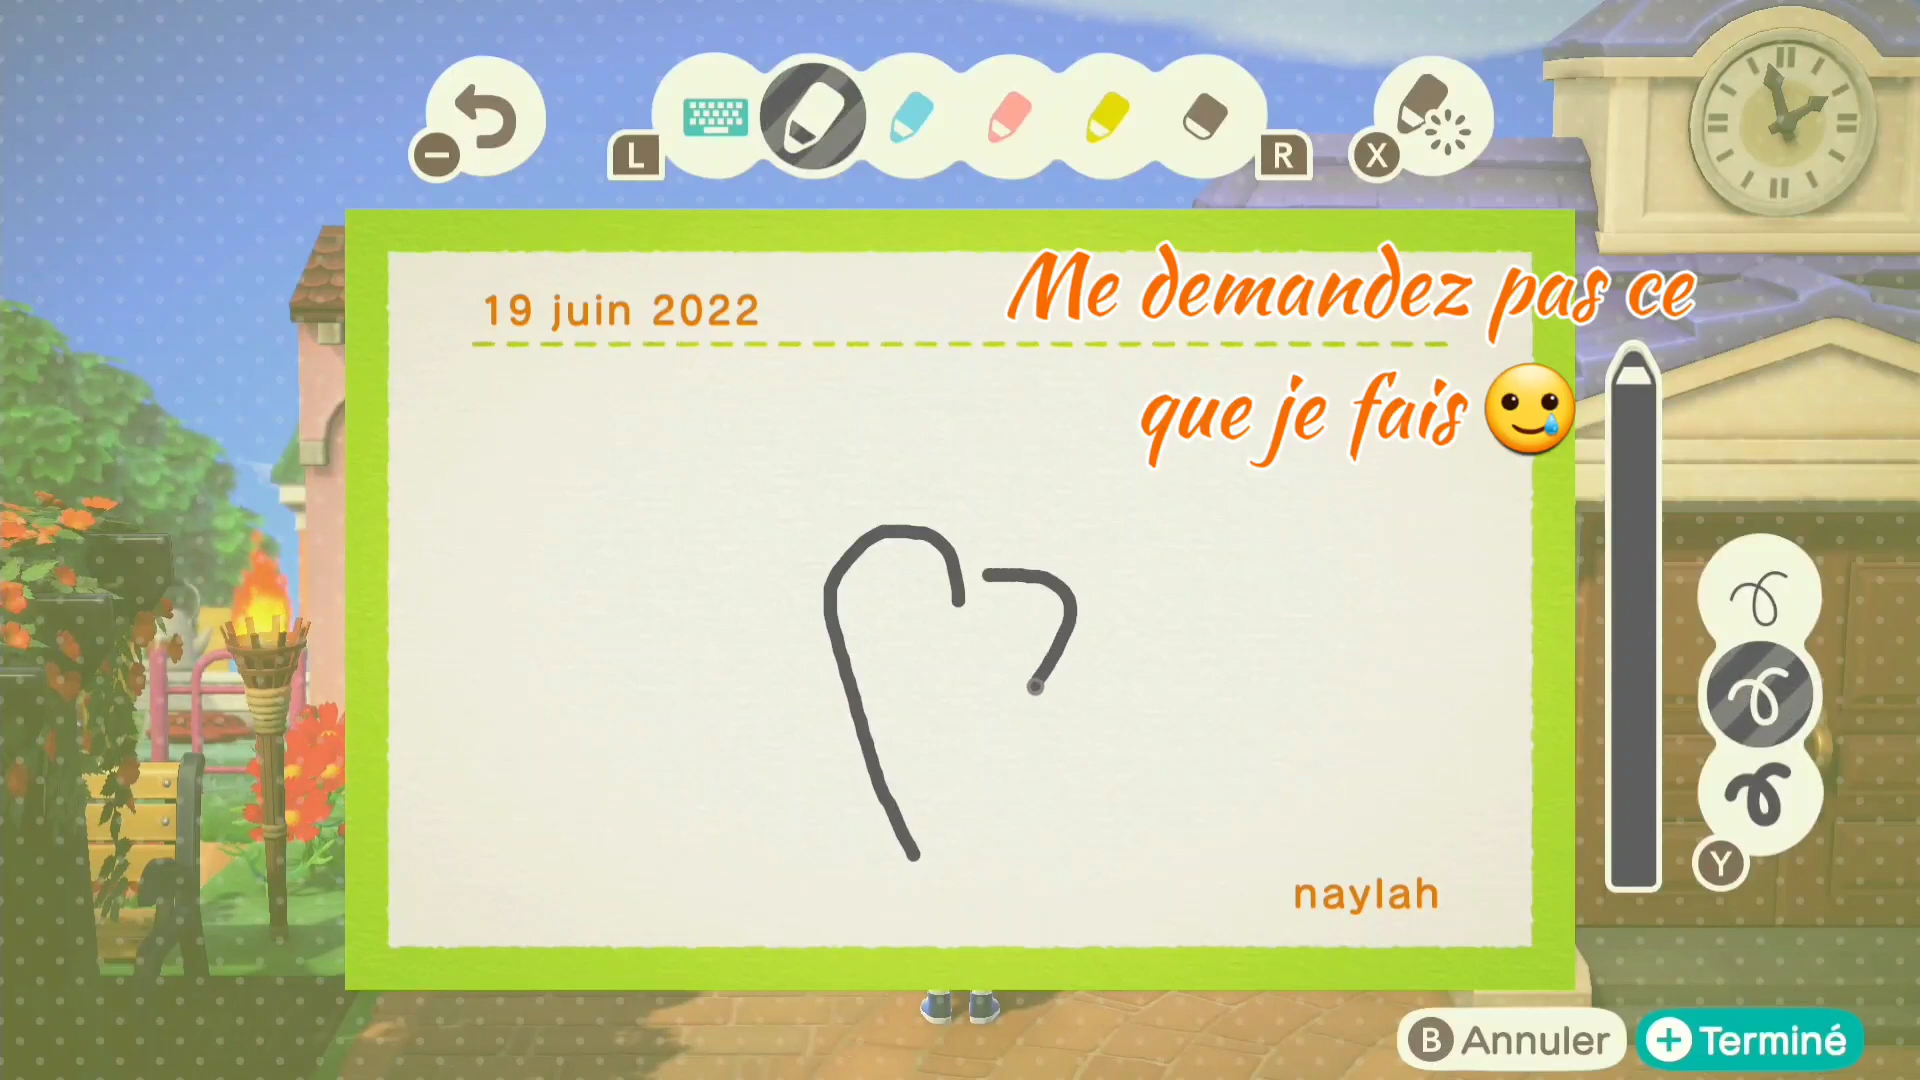 L
R
X
19 juin 2022
Me demandez pas ce
que je fais 🥲
naylah
Y
B Annuler
+ Terminé